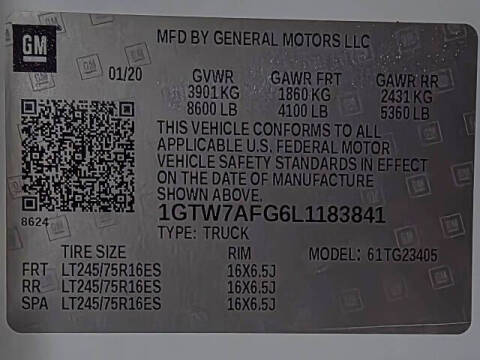 GM
MFD BY GENERAL MOTORS LLC
01/20
GVWR GAWR FRT GAWR RR
3901 KG 1860 KG 2431 KG
8600 LB 4100 LB 5360 LB
THIS VEHICLE CONFORMS TO ALL
APPLICABLE U.S. FEDERAL MOTOR
VEHICLE SAFETY STANDARDS IN EFFECT
ON THE DATE OF MANUFACTURE
SHOWN ABOVE.
8624
1GTW7AFG6L1183841
TYPE: TRUCK
TIRE SIZE RIM 61TG23405
FRT LT245/75R16ES 16X6.5J
RR LT245/75R16ES 16X6.5J
SPA LT245/75R16ES 16X6.5J